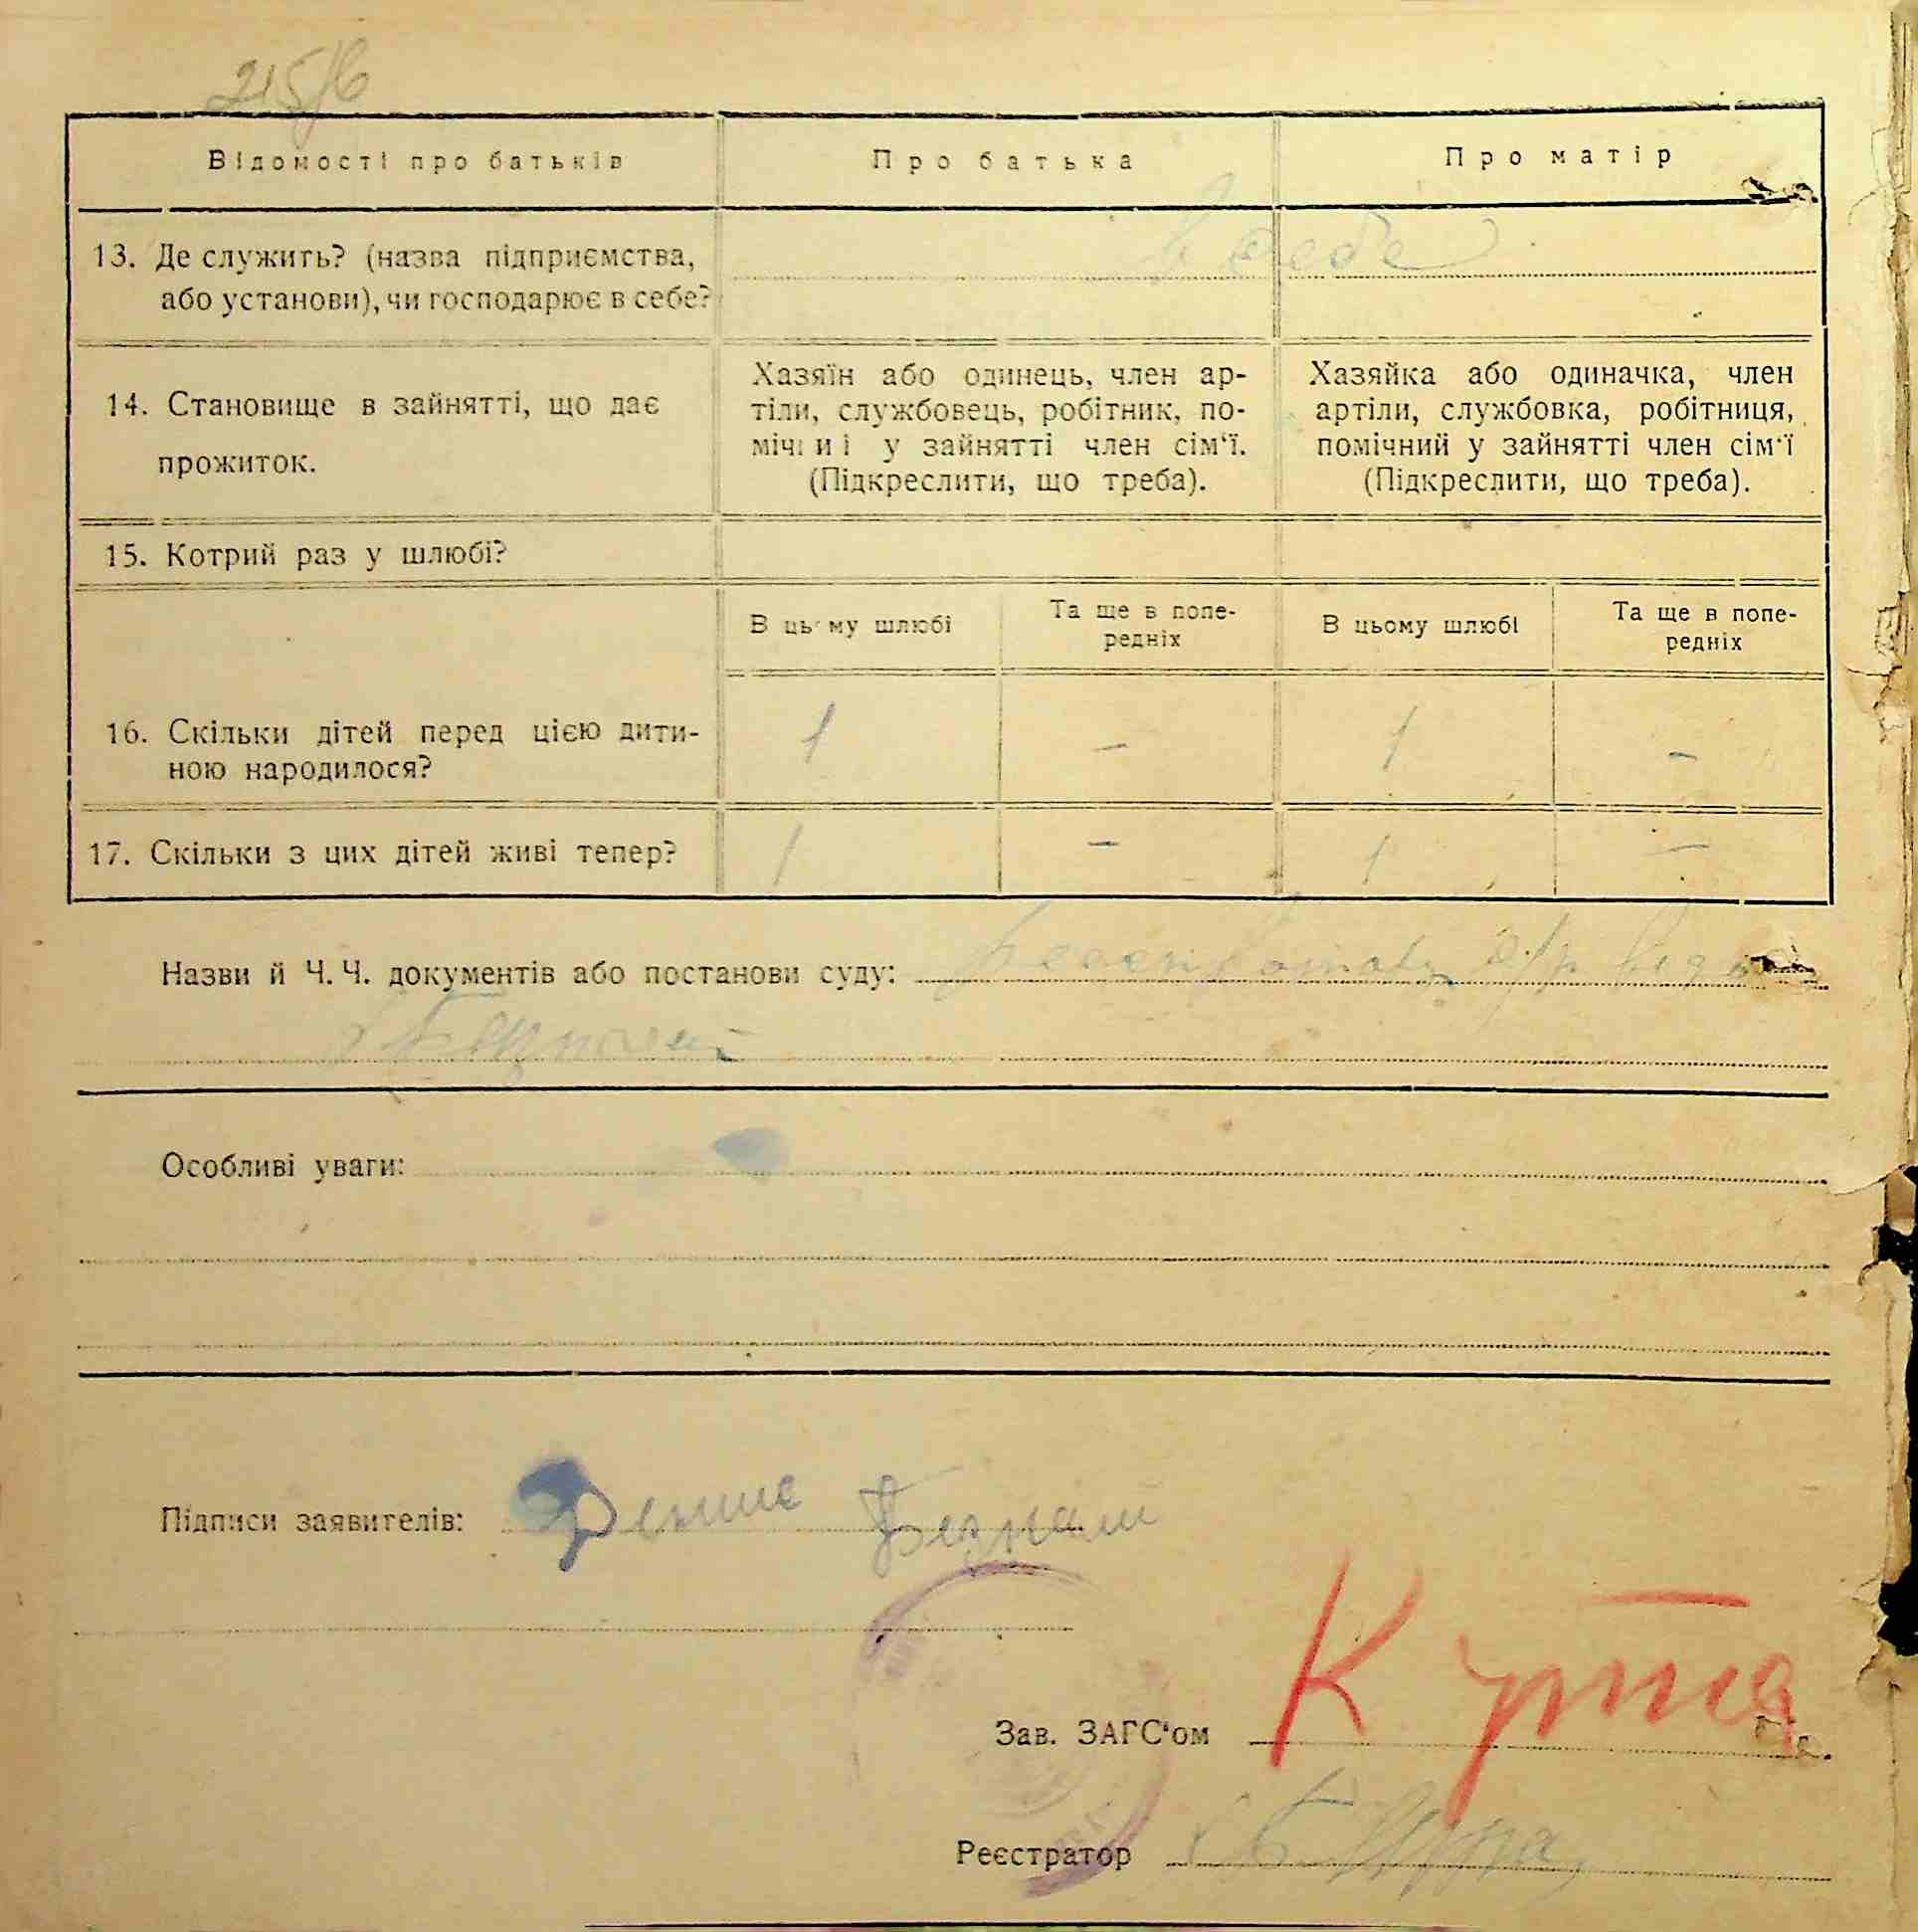 Відомості про батьків
Про батька
Про матір
13. Де служить? (назва підприємства,
або установи), чи господарює в себе?
в себе
14. Становище в зайнятті, що дає
прожиток.
Хазяїн або одинець, член ар-
тіли, службовець, робітник, по-
мічн и і у зайнятті член сім‘ї.
(Підкреслити, що треба).
Хазяйка або одиначка, член
артіли, службовка, робітниця,
помічний у зайнятті член сім‘ї
(Підкреслити, що треба).
15. Котрий раз у шлюбі?
В цьому шлюбі
Та ще в попе-
редніх
В цьому шлюбі
Та ще в попе-
редніх
16. Скільки дітей перед цією дити-
ною народилося?
1
—
1
—
17. Скільки з цих дітей живі тепер?
1
—
1
—
Назви й Ч. Ч. документів або постанови суду:
Особливі уваги:
Підписи заявителів:
Зав. ЗАГС‘ом
Реєстратор